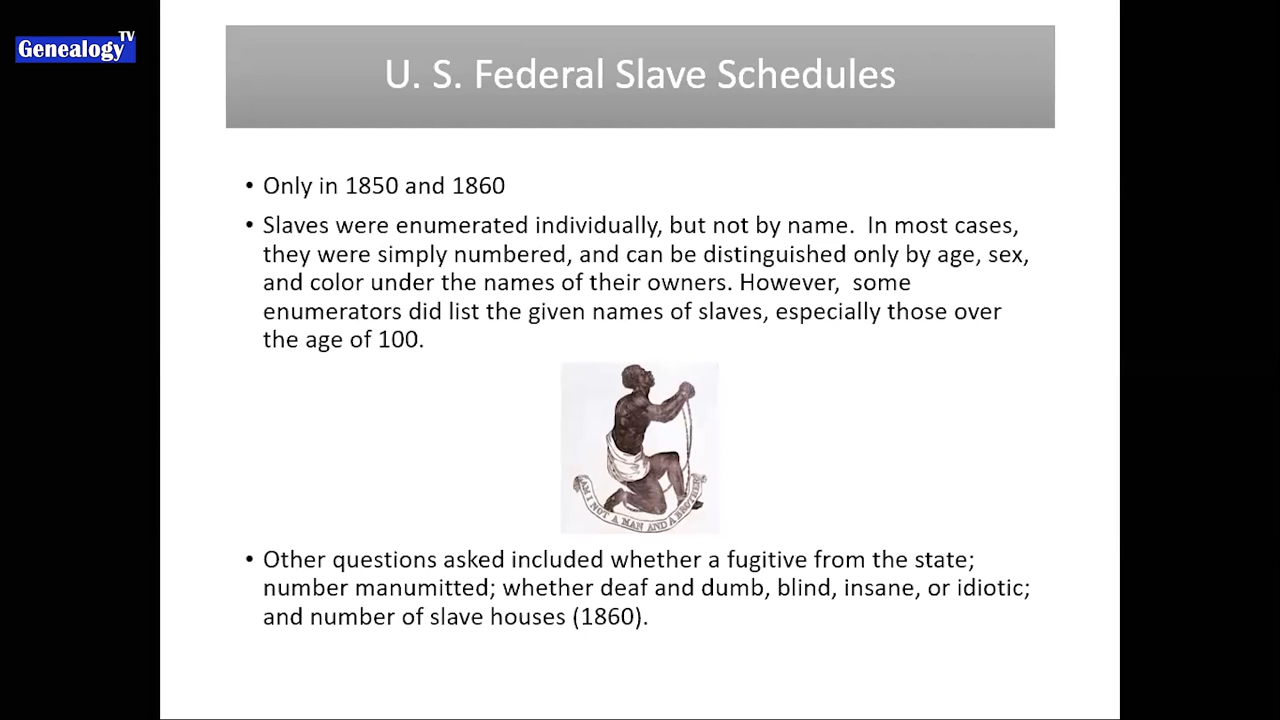 Genealogy TV
U. S. Federal Slave Schedules
• Only in 1850 and 1860
• Slaves were enumerated individually, but not by name. In most cases,
they were simply numbered, and can be distinguished only by age, sex,
and color under the names of their owners. However, some
enumerators did list the given names of slaves, especially those over
the age of 100.
AM I NOT A MAN AND A BROTHER
• Other questions asked included whether a fugitive from the state;
number manumitted; whether deaf and dumb, blind, insane, or idiotic;
and number of slave houses (1860).